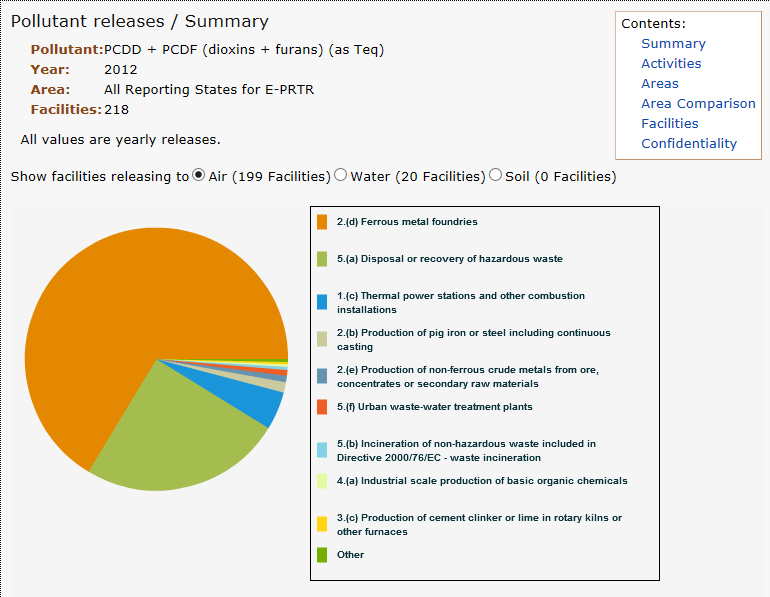 Pollutant releases / Summary
Pollutant: PCDD + PCDF (dioxins + furans) (as Teq)
Year: 2012
Area: All Reporting States for E-PRTR
Facilities: 218
All values are yearly releases.
Contents:
Summary
Activities
Areas
Area Comparison
Facilities
Confidentiality
Show facilities releasing to Air (199 Facilities) Water (20 Facilities) Soil (0 Facilities)
2.(d) Ferrous metal foundries
5.(a) Disposal or recovery of hazardous waste
1.(c) Thermal power stations and other combustion
installations
2.(b) Production of pig iron or steel including continuous
casting
2.(e) Production of non-ferrous crude metals from ore,
concentrates or secondary raw materials
5.(f) Urban waste-water treatment plants
5.(b) Incineration of non-hazardous waste included in
Directive 2000/76/EC - waste incineration
4.(a) Industrial scale production of basic organic chemicals
3.(c) Production of cement clinker or lime in rotary kilns or
other furnaces
Other